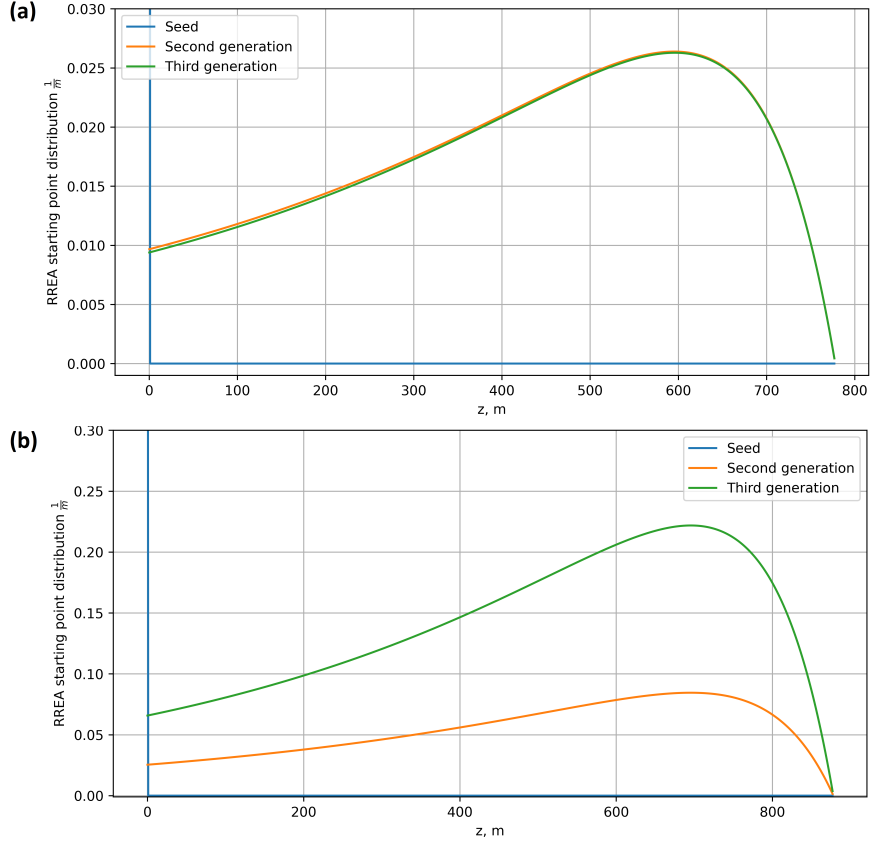 (a)
0.030
0.025
0.020
0.015
0.010
0.005
0.000
RREA starting point distribution 1/m
Seed
Second generation
Third generation
0 100 200 300 400 500 600 700 800
z, m
(b)
0.30
0.25
0.20
0.15
0.10
0.05
0.00
RREA starting point distribution 1/m
Seed
Second generation
Third generation
0 200 400 600 800
z, m